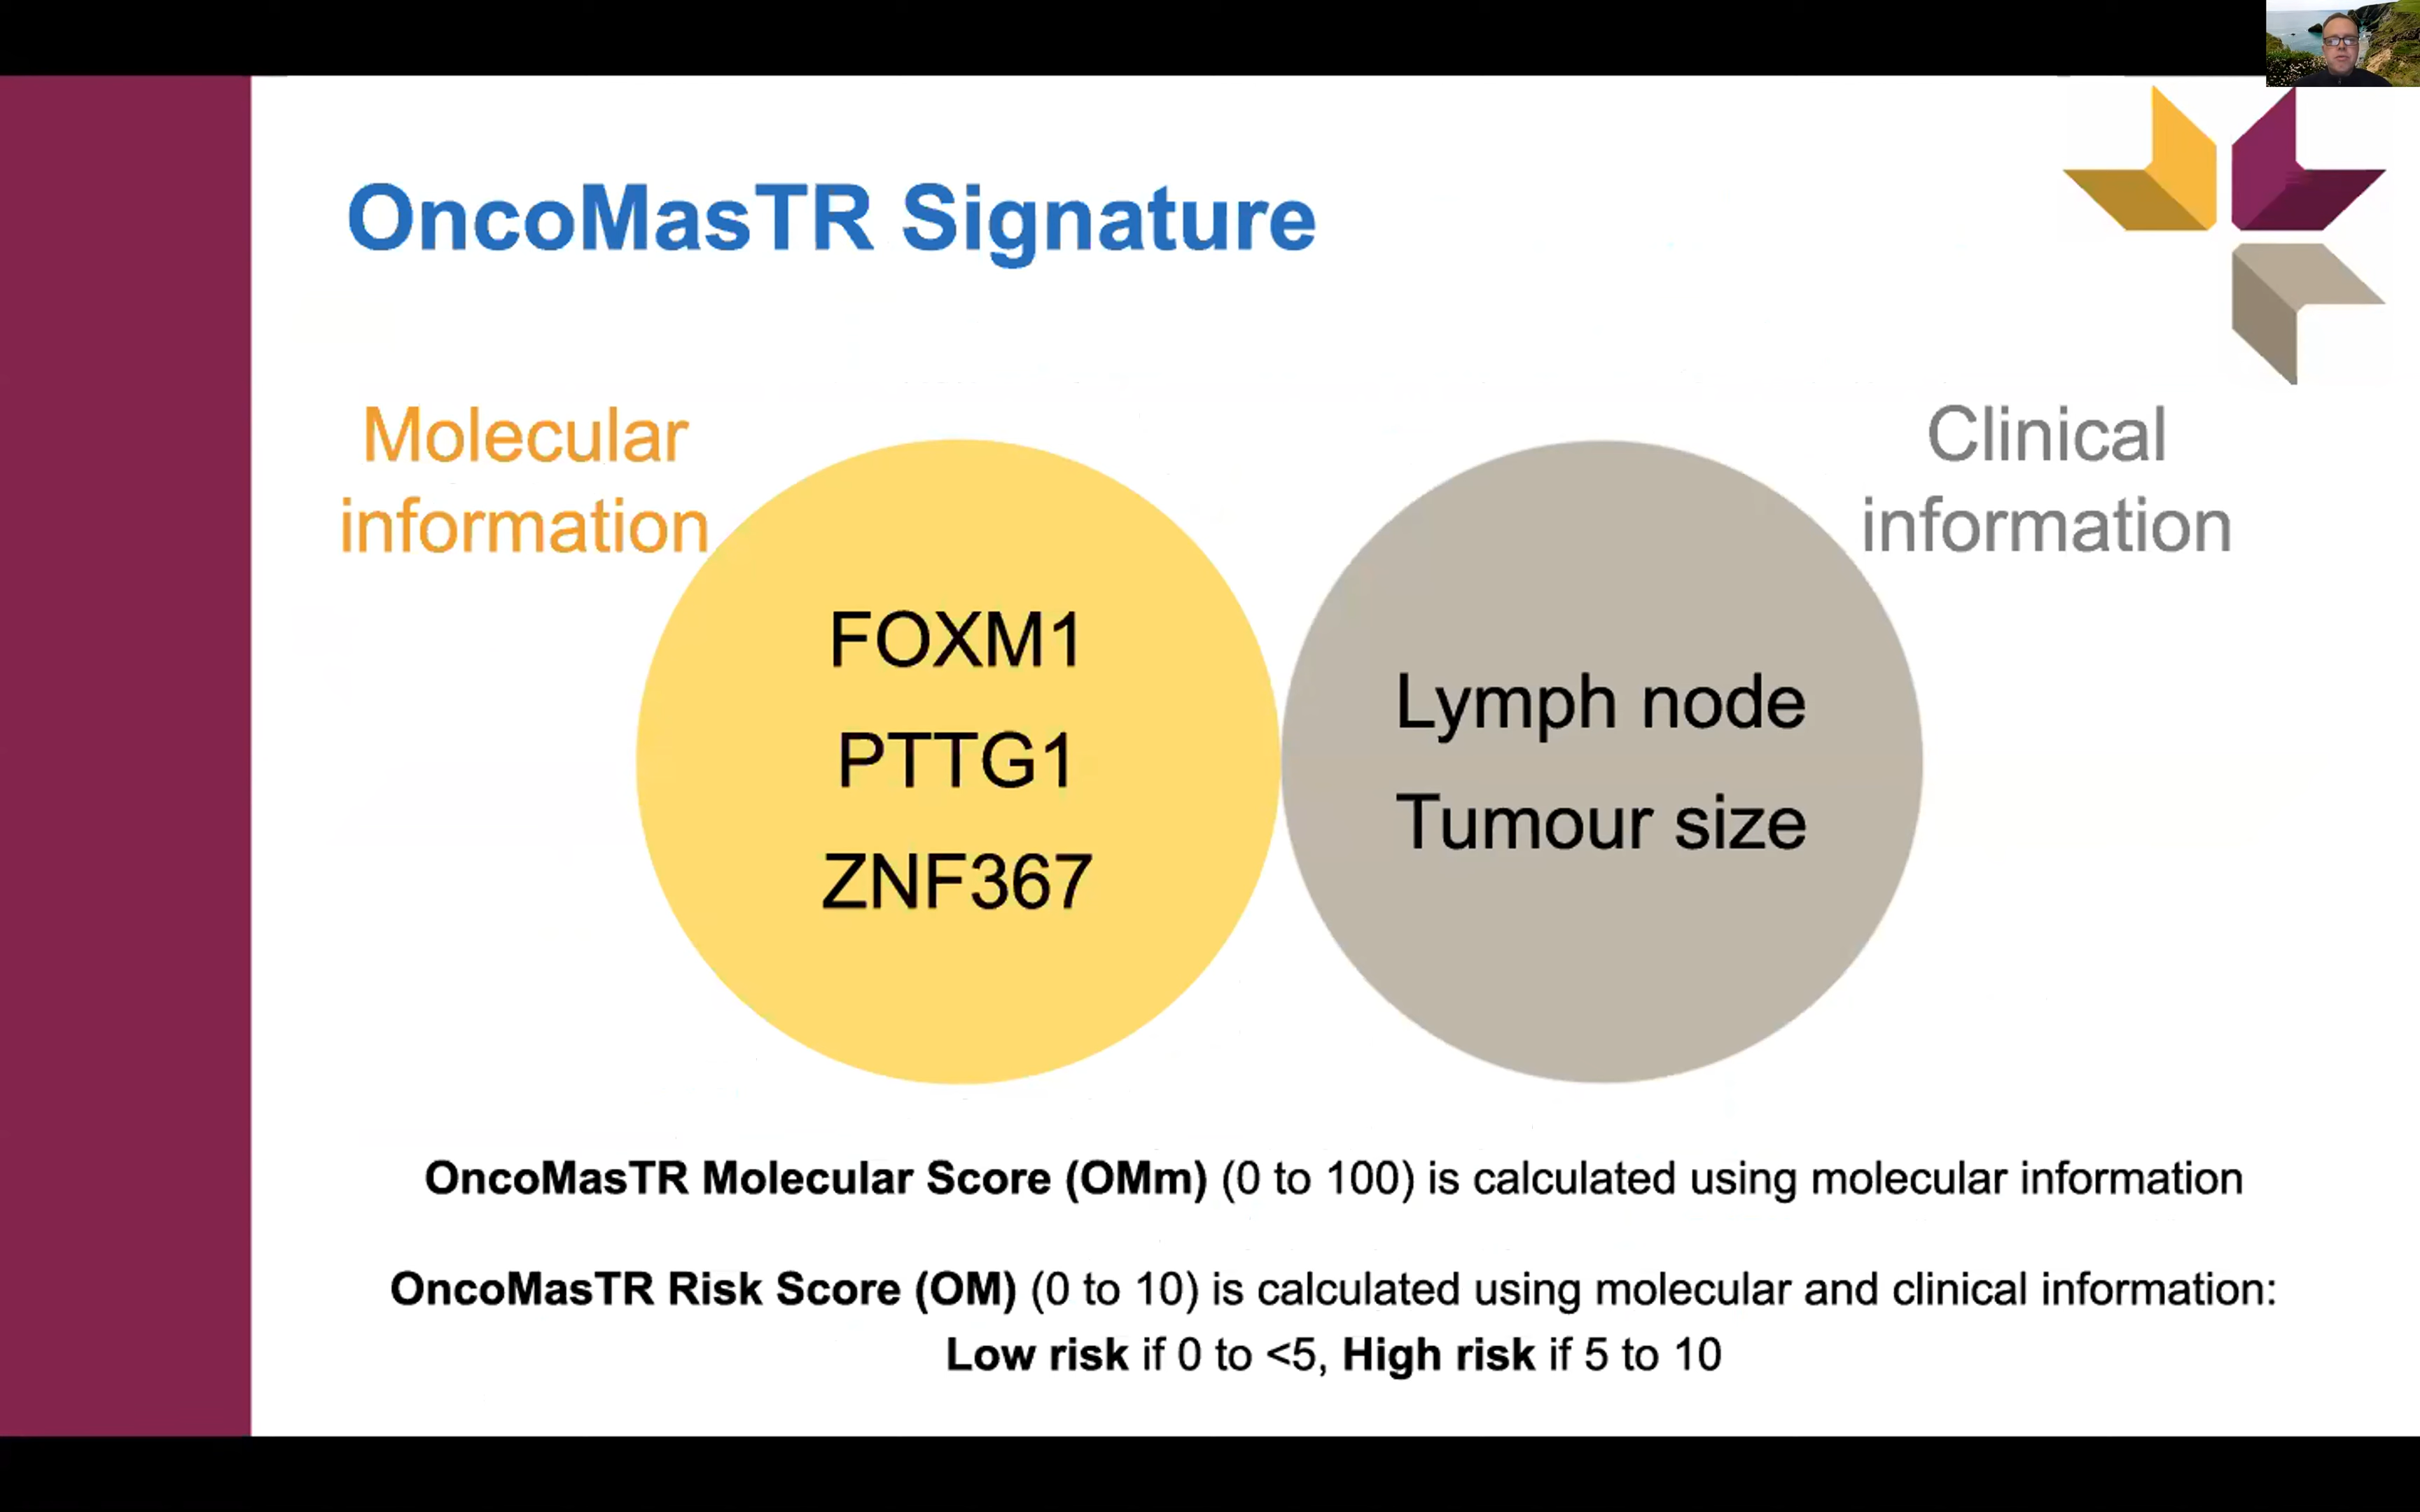 OncoMasTR Signature
Molecular
information
Clinical
information
FOXM1
PTTG1
ZNF367
Lymph node
Tumour size
OncoMasTR Molecular Score (OMm) (0 to 100) is calculated using molecular information
OncoMasTR Risk Score (OM) (0 to 10) is calculated using molecular and clinical information:
Low risk if 0 to <5, High risk if 5 to 10